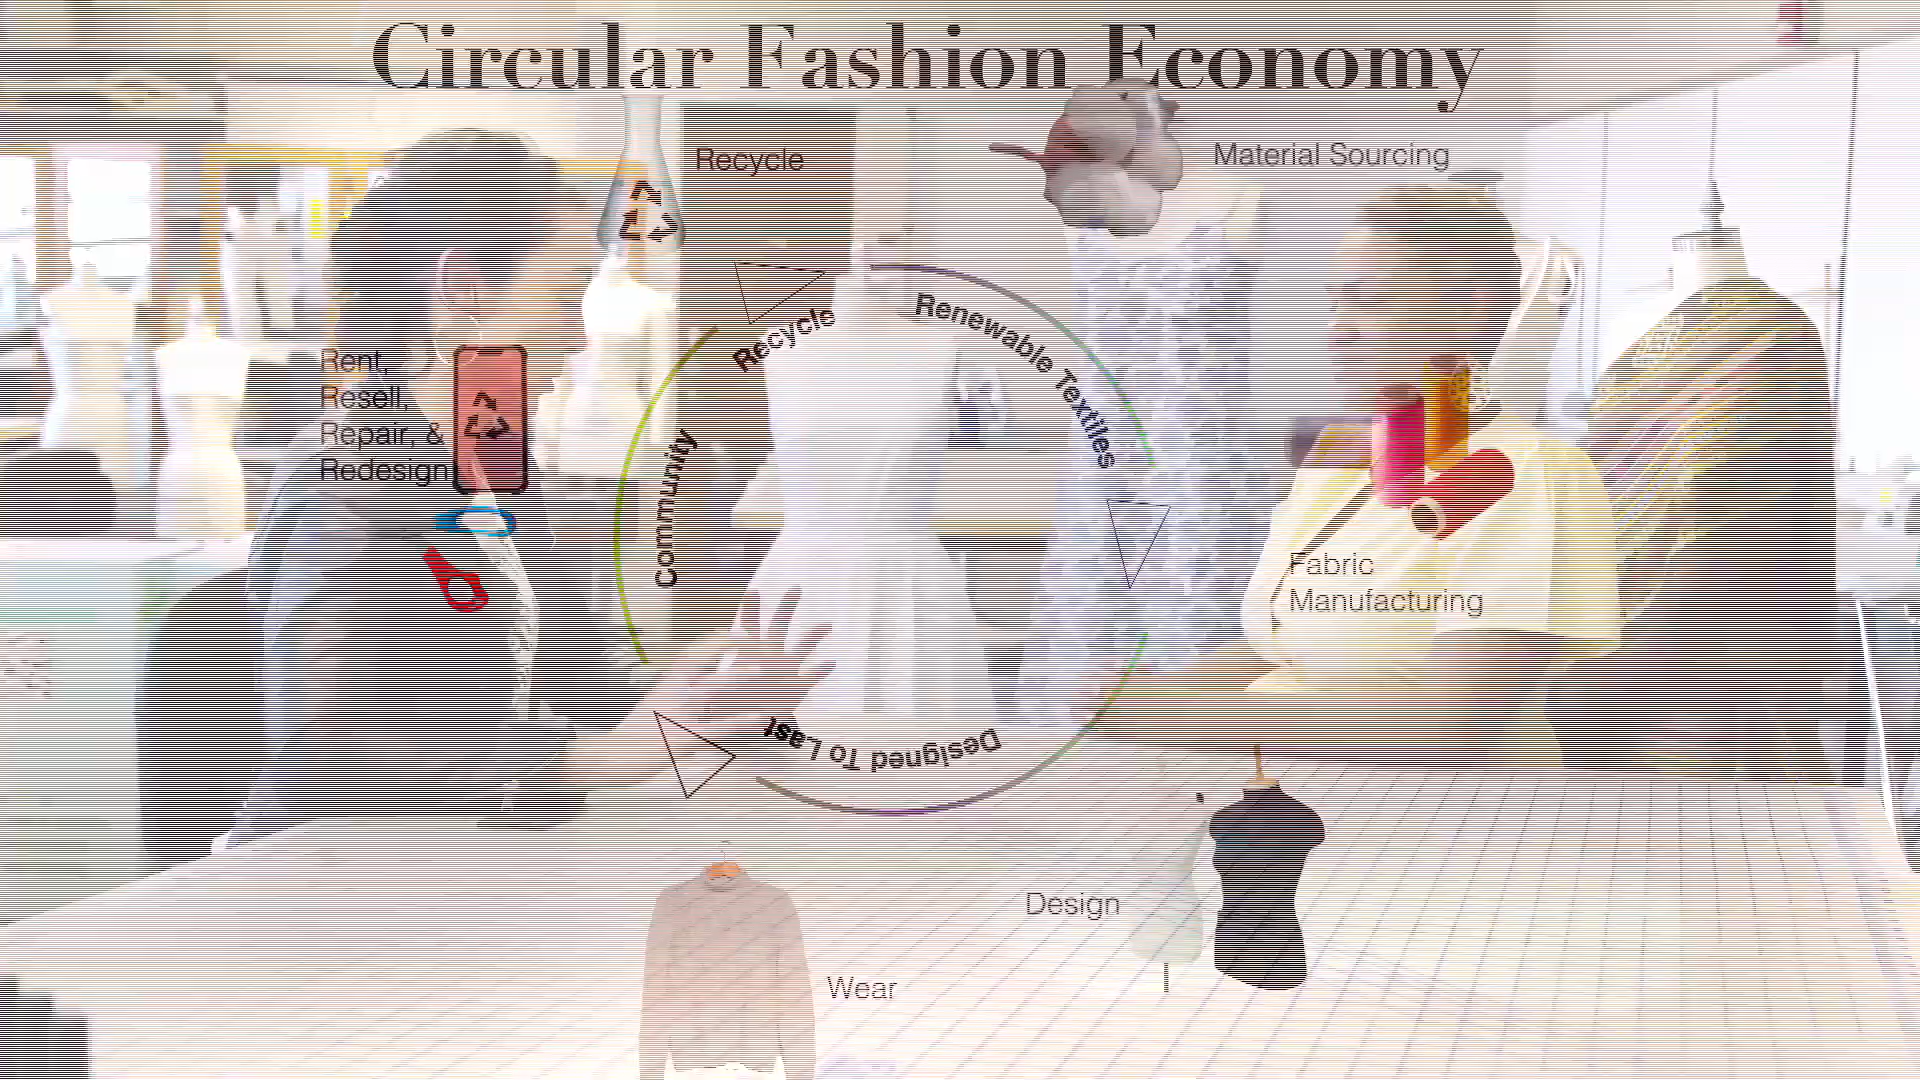 Circular Fashion Economy
Recycle
Material Sourcing
Recycle
Renewable Textiles
Rent,
Resell,
Repair, &
Redesign
Community
Fabric
Manufacturing
Designed To Last
Design
Wear